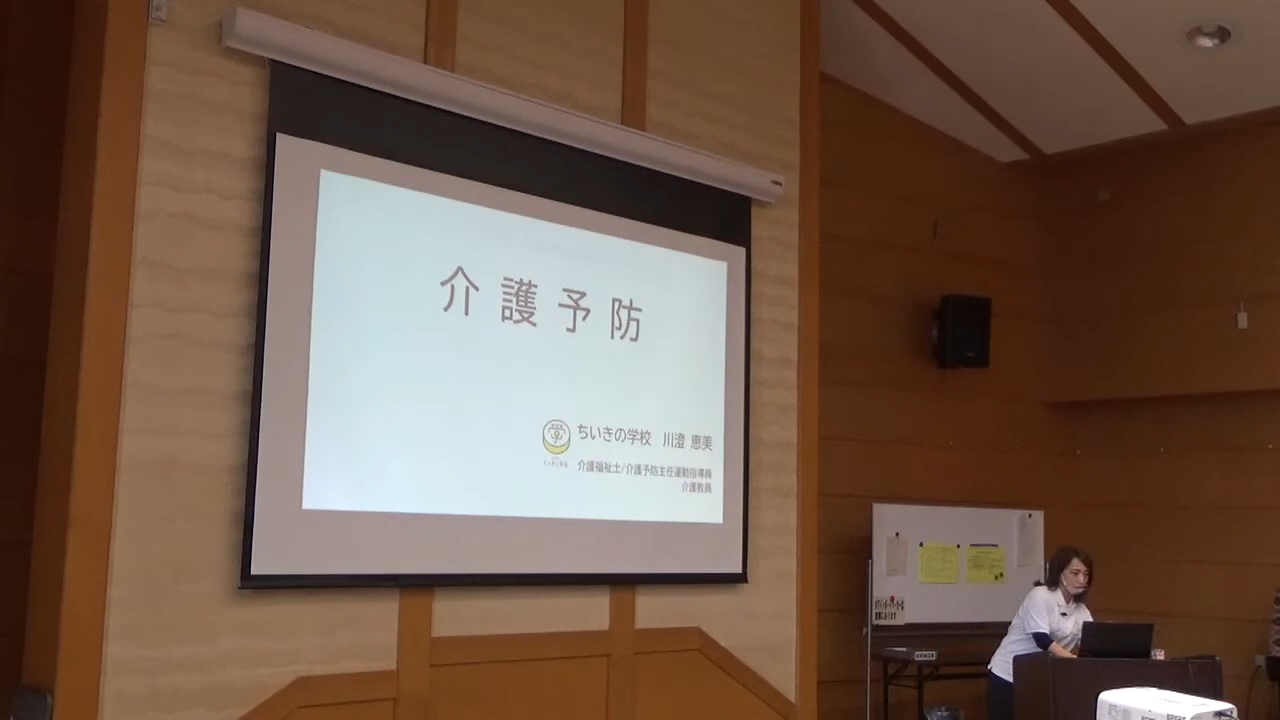 介護予防
学
ちいきの学校 川澄 恵美
介護福祉士/介護予防主任運動指導員
介護教員